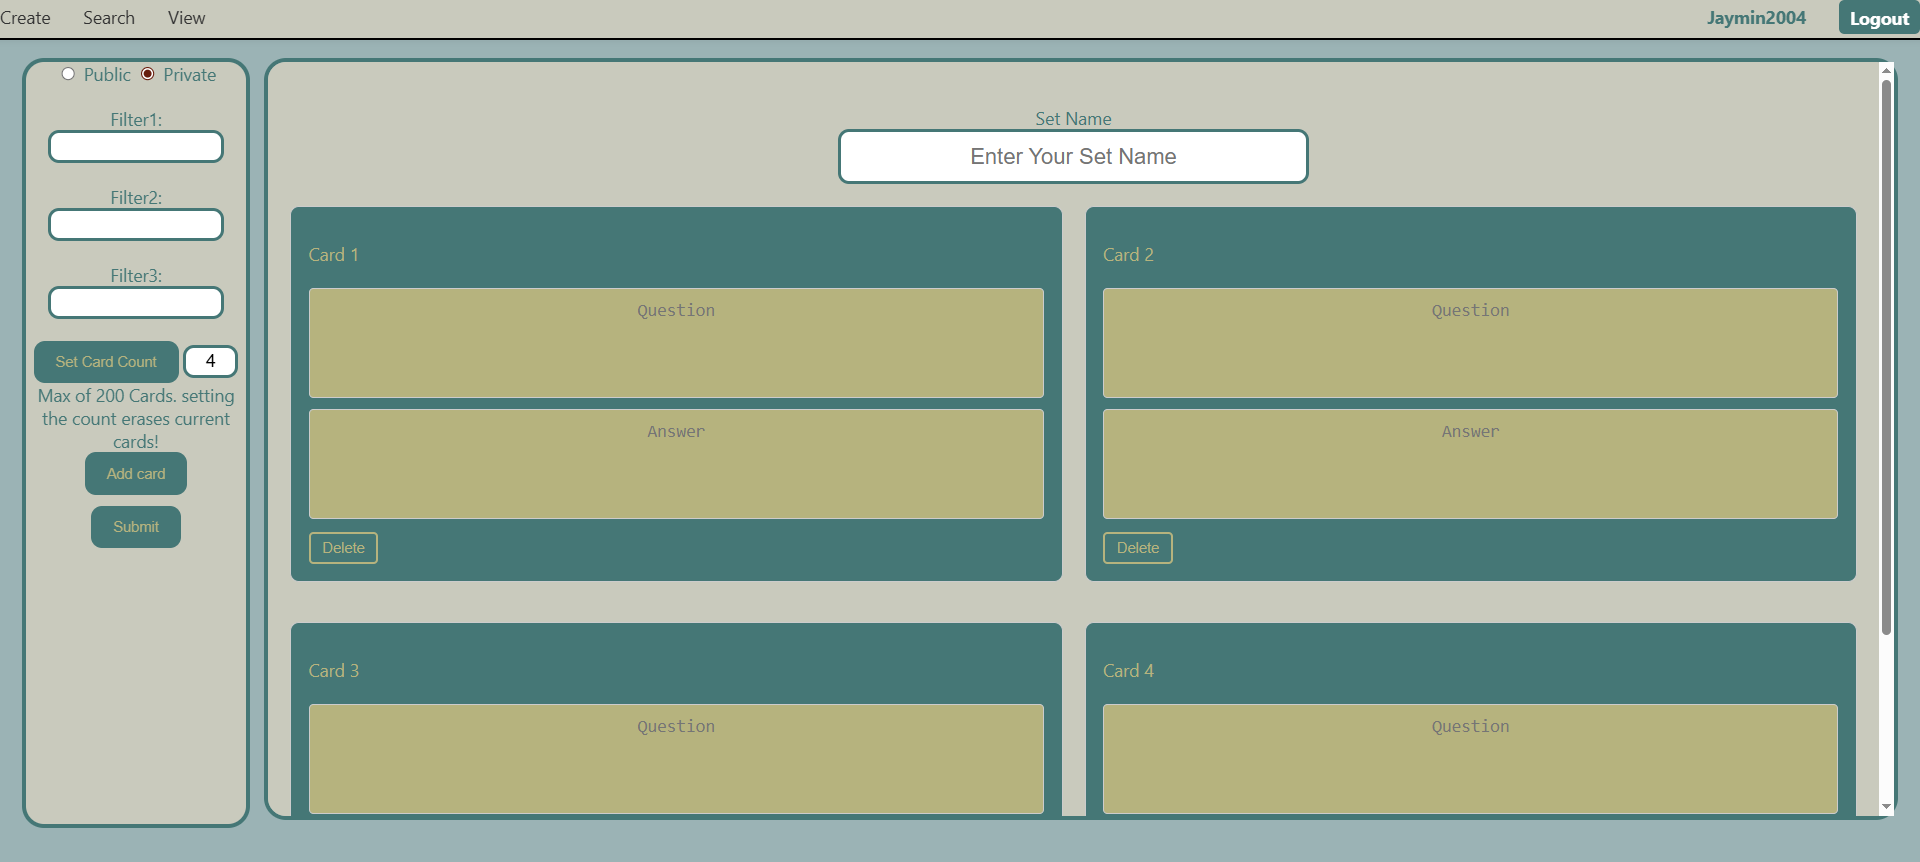 Create Search View Jaymin2004 Logout
Public Private
Filter1:
Filter2:
Filter3:
Set Card Count 4
Max of 200 Cards. setting
the count erases current
cards!
Add card
Submit
Set Name
Enter Your Set Name
Card 1
Question
Answer
Delete
Card 2
Question
Answer
Delete
Card 3
Question
Card 4
Question